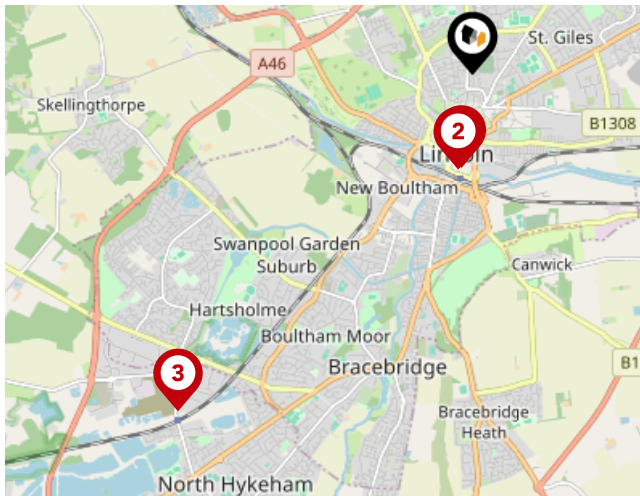 St. Giles
A46
Skellingthorpe
B1308
2
Lincoln
New Boultham
Swanpool Garden
Suburb
Canwick
Hartsholme
Boultham Moor
B1
Bracebridge
3
Bracebridge
Heath
North Hykeham